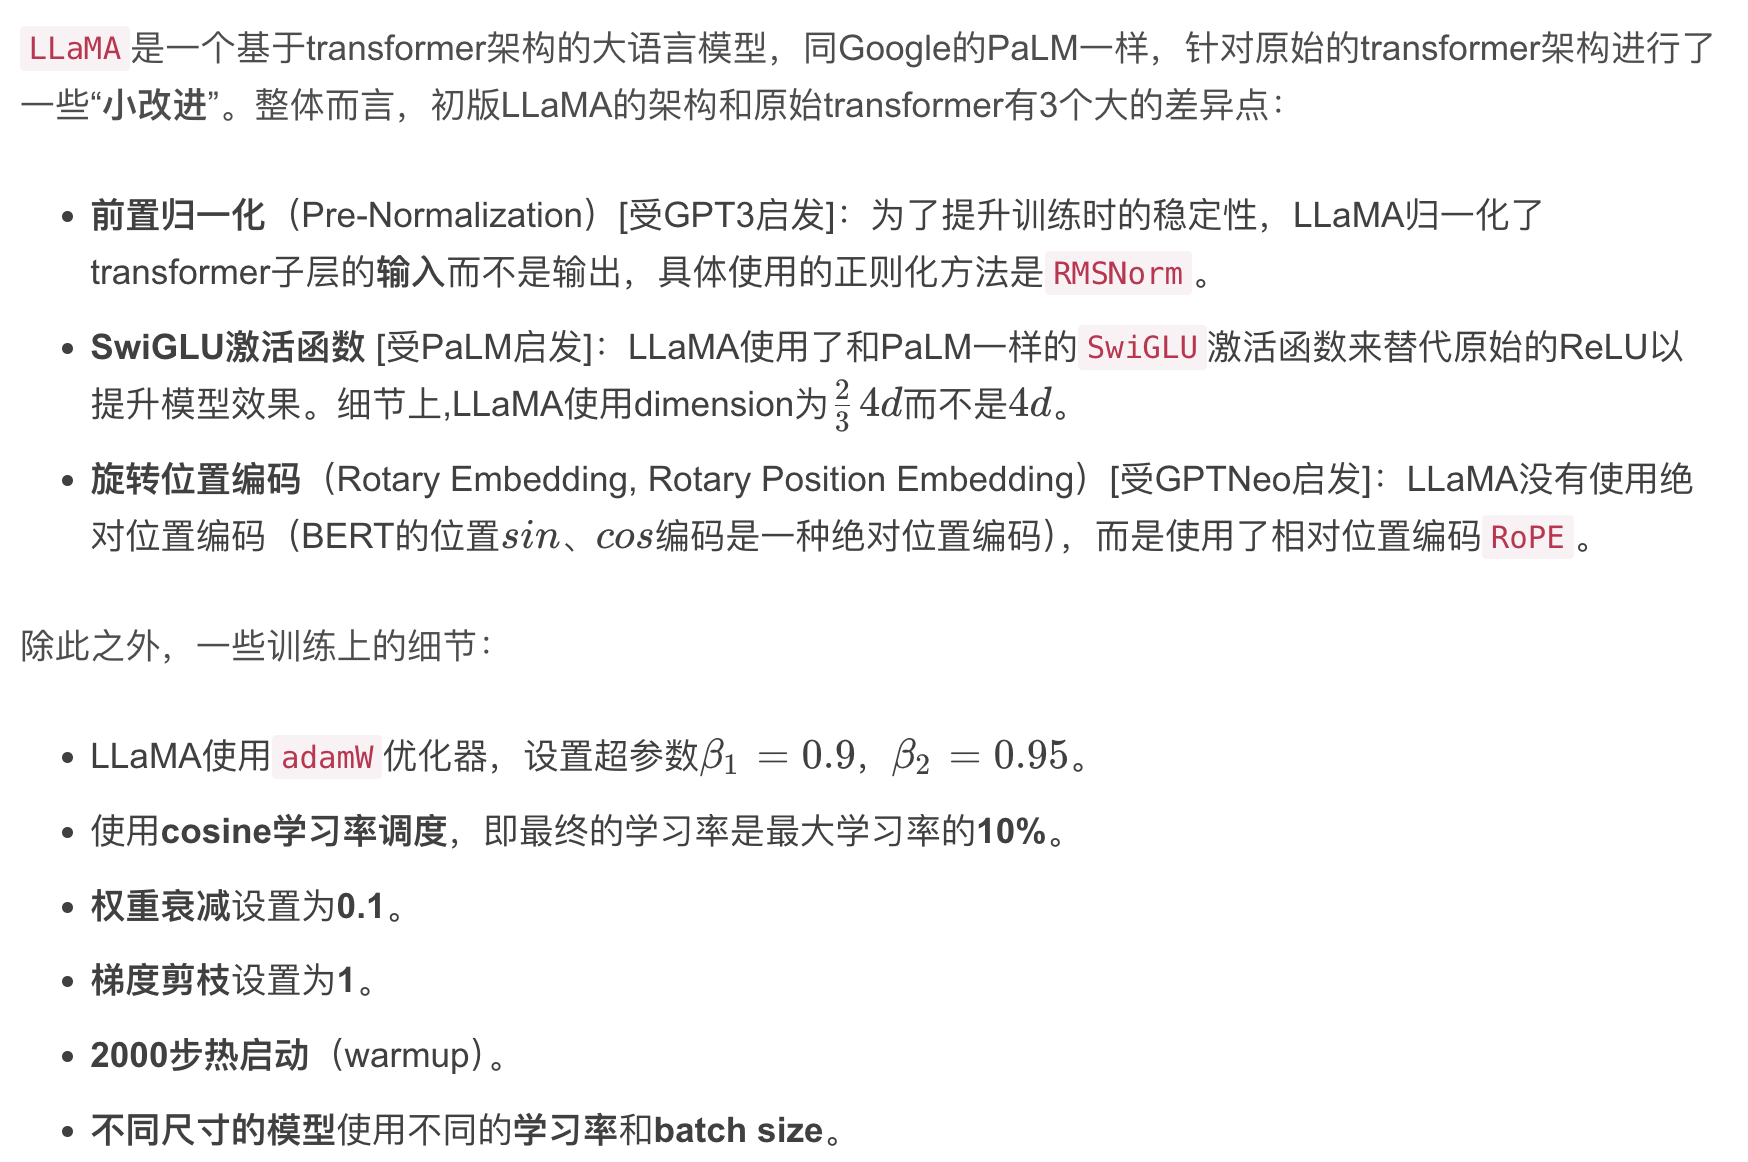 LLaMA是一个基于transformer架构的大语言模型，同Google的PaLM一样，针对原始的transformer架构进行了
一些“小改进”。整体而言，初版LLaMA的架构和原始transformer有3个大的差异点：
• 前置归一化（Pre-Normalization）[受GPT3启发]：为了提升训练时的稳定性，LLaMA归一化了
transformer子层的输入而不是输出，具体使用的正则化方法是RMSNorm。
• SwiGLU激活函数 [受PaLM启发]：LLaMA使用了和PaLM一样的SwiGLU激活函数来替代原始的ReLU以
提升模型效果。细节上,LLaMA使用dimension为$\frac{2}{3}4d$而不是$4d$。
• 旋转位置编码（Rotary Embedding, Rotary Position Embedding）[受GPTNeo启发]：LLaMA没有使用绝
对位置编码（BERT的位置$sin$、$cos$编码是一种绝对位置编码），而是使用了相对位置编码RoPE。
除此之外，一些训练上的细节：
• LLaMA使用adamW优化器，设置超参数$\beta_1 = 0.9$，$\beta_2 = 0.95$。
• 使用cosine学习率调度，即最终的学习率是最大学习率的10%。
• 权重衰减设置为0.1。
• 梯度剪枝设置为1。
• 2000步热启动（warmup）。
• 不同尺寸的模型使用不同的学习率和batch size。